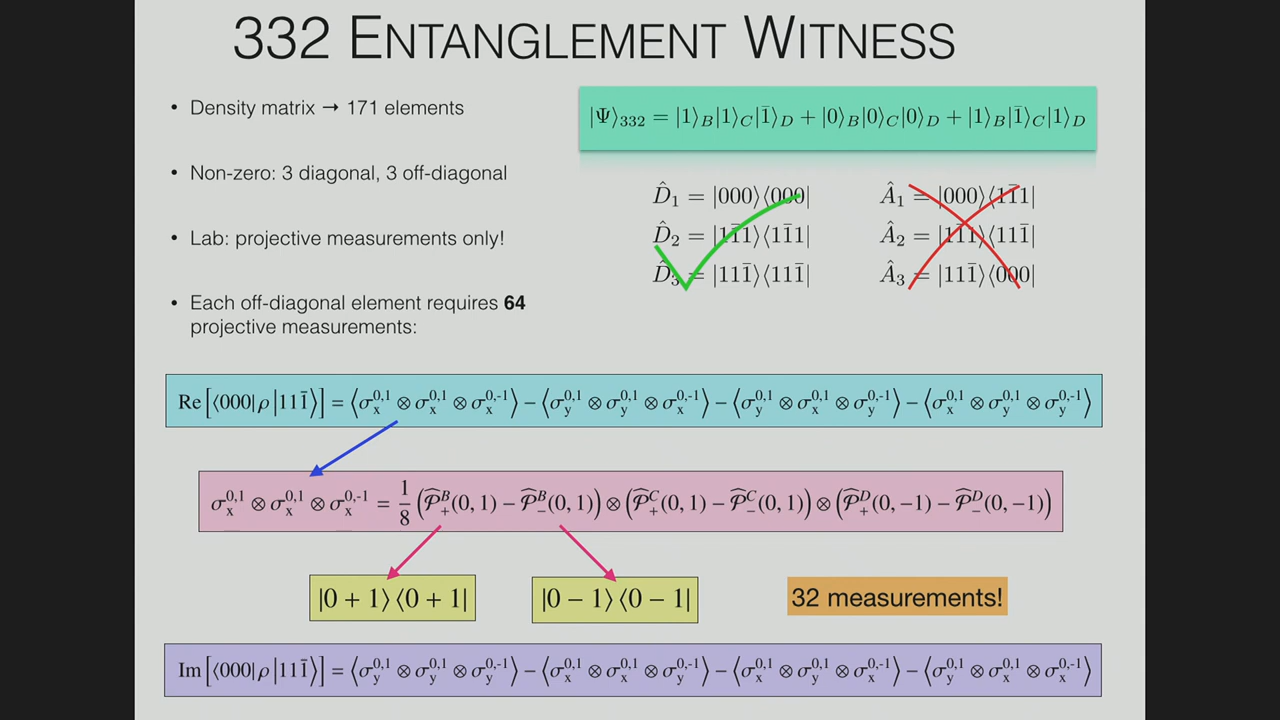 332 ENTANGLEMENT WITNESS
• Density matrix → 171 elements
|Ψ⟩₃₃₂ = |1⟩_B|1⟩_C|1̄⟩_D + |0⟩_B|0⟩_C|0⟩_D + |1⟩_B|1̄⟩_C|1⟩_D
• Non-zero: 3 diagonal, 3 off-diagonal
• Lab: projective measurements only!
• Each off-diagonal element requires 64
projective measurements:
D̂₁ = |000⟩⟨000|
D̂₂ = |11̄1⟩⟨11̄1|
D̂₃ = |111̄⟩⟨111̄|
Â₁ = |000⟩⟨11̄1|
Â₂ = |11̄1⟩⟨111̄|
Â₃ = |111̄⟩⟨000|
Re[⟨000|ρ|111̄⟩] = ⟨σ_x^{0,1} ⊗ σ_x^{0,1} ⊗ σ_x^{0,-1}⟩ − ⟨σ_y^{0,1} ⊗ σ_y^{0,1} ⊗ σ_x^{0,-1}⟩ − ⟨σ_y^{0,1} ⊗ σ_x^{0,1} ⊗ σ_y^{0,-1}⟩ − ⟨σ_x^{0,1} ⊗ σ_y^{0,1} ⊗ σ_y^{0,-1}⟩
σ_x^{0,1} ⊗ σ_x^{0,1} ⊗ σ_x^{0,-1} = 1/8 (P̂_+^B(0, 1) − P̂_−^B(0, 1)) ⊗ (P̂_+^C(0, 1) − P̂_−^C(0, 1)) ⊗ (P̂_+^D(0, −1) − P̂_−^D(0, −1))
|0 + 1⟩⟨0 + 1|
|0 − 1⟩⟨0 − 1|
32 measurements!
Im[⟨000|ρ|111̄⟩] = ⟨σ_y^{0,1} ⊗ σ_y^{0,1} ⊗ σ_y^{0,-1}⟩ − ⟨σ_x^{0,1} ⊗ σ_x^{0,1} ⊗ σ_y^{0,-1}⟩ − ⟨σ_x^{0,1} ⊗ σ_y^{0,1} ⊗ σ_x^{0,-1}⟩ − ⟨σ_y^{0,1} ⊗ σ_x^{0,1} ⊗ σ_x^{0,-1}⟩